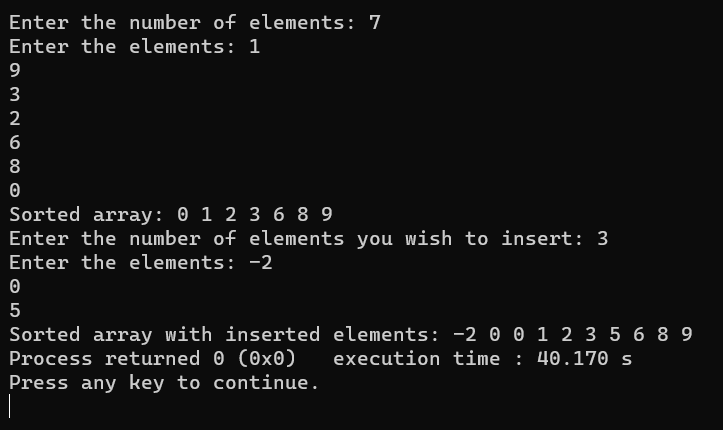 Enter the number of elements: 7
Enter the elements: 1
9
3
2
6
8
0
Sorted array: 0 1 2 3 6 8 9
Enter the number of elements you wish to insert: 3
Enter the elements: -2
0
5
Sorted array with inserted elements: -2 0 0 1 2 3 5 6 8 9
Process returned 0 (0x0)   execution time : 40.170 s
Press any key to continue.